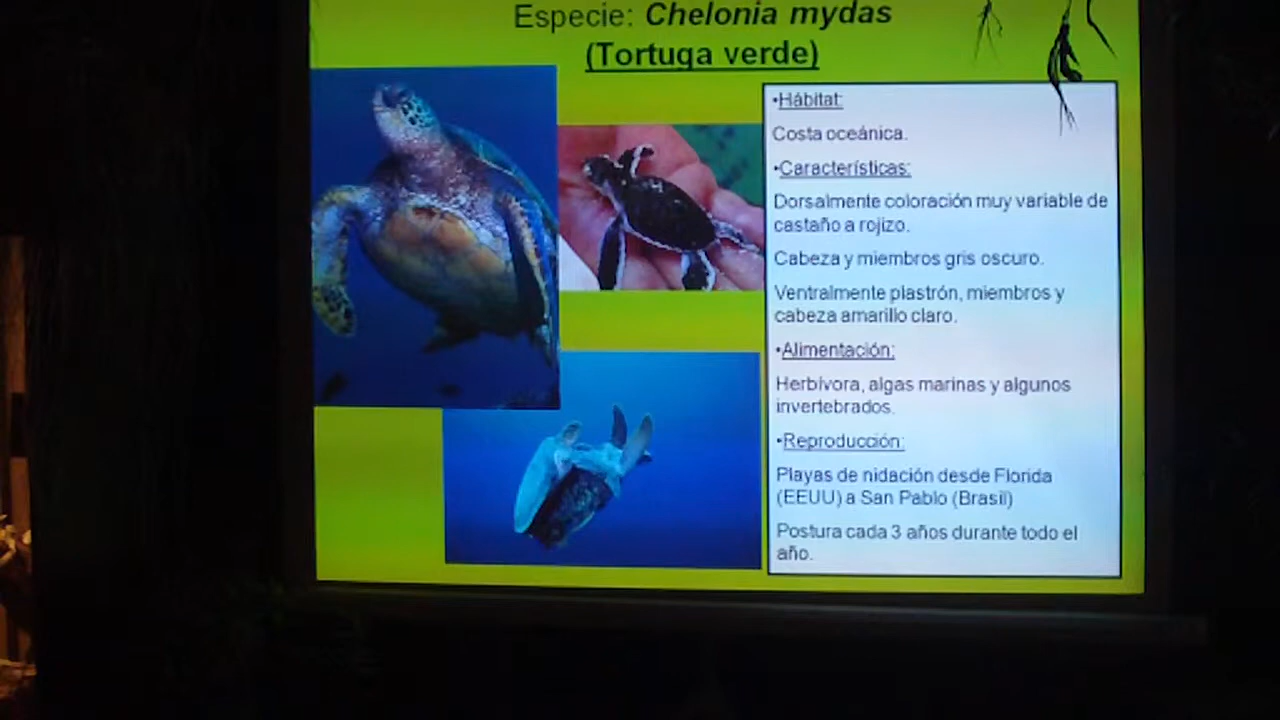 Especie: Chelonia mydas
(Tortuga verde)
•Hábitat:
Costa oceánica.
•Características:
Dorsalmente coloración muy variable de
castaño a rojizo.
Cabeza y miembros gris oscuro.
Ventralmente plastrón, miembros y
cabeza amarillo claro.
•Alimentación:
Herbívora, algas marinas y algunos
invertebrados.
•Reproducción:
Playas de nidación desde Florida
(EEUU) a San Pablo (Brasil)
Postura cada 3 años durante todo el
año.